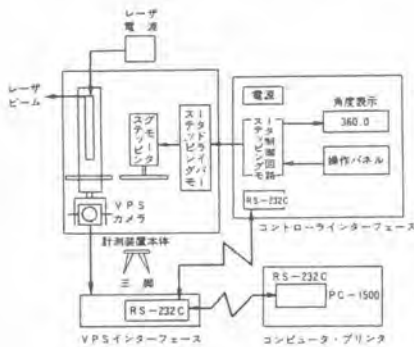 レーザ
電源
レーザ
ビーム
ステッピン
グモータ
ステッピングモ
ータドライバー
電源
ステッピングモ
ータ制御回路
角度表示
360.0
操作パネル
RS-232C
コントローラインターフェース
VPS
カメラ
計測装置本体
三脚
RS-232C
VPSインターフェース
RS-232C
PC-1500
コンピュータ・プリンタ